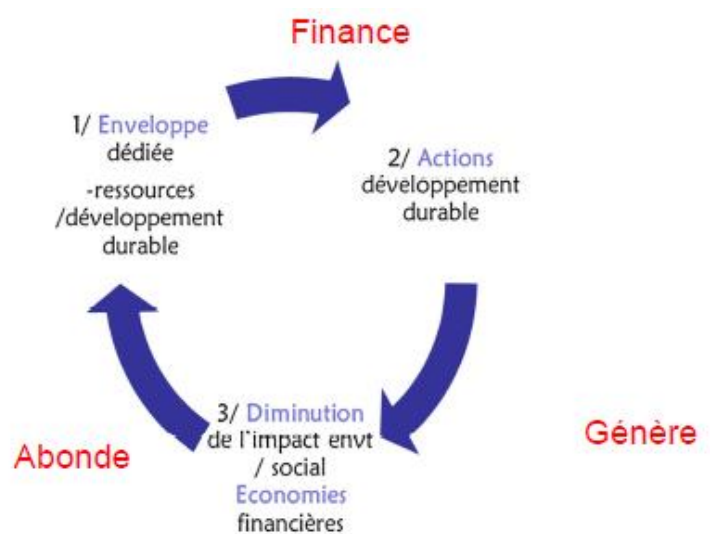 Finance
1/ Enveloppe
dédiée
-ressources
/développement
durable
2/ Actions
développement
durable
3/ Diminution
de l'impact envt
/ social
Economies
financières
Génère
Abonde